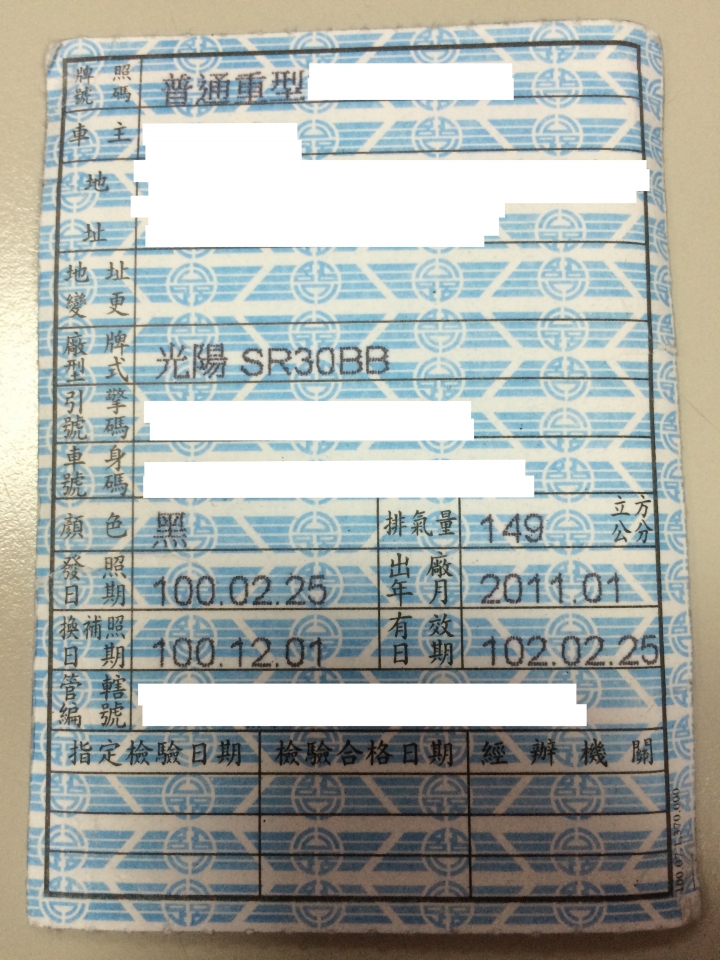 牌照號碼 普通重型
車主
地址
地址變更
廠牌型式 光陽 SR30BB
引擎號碼
車身號碼
顏色 黑 排氣量 149 立方公分
發照日期 100.02.25 出廠年月 2011.01
換補照日期 100.12.01 有效日期 102.02.25
管轄編號
指定檢驗日期 檢驗合格日期 經辦機關